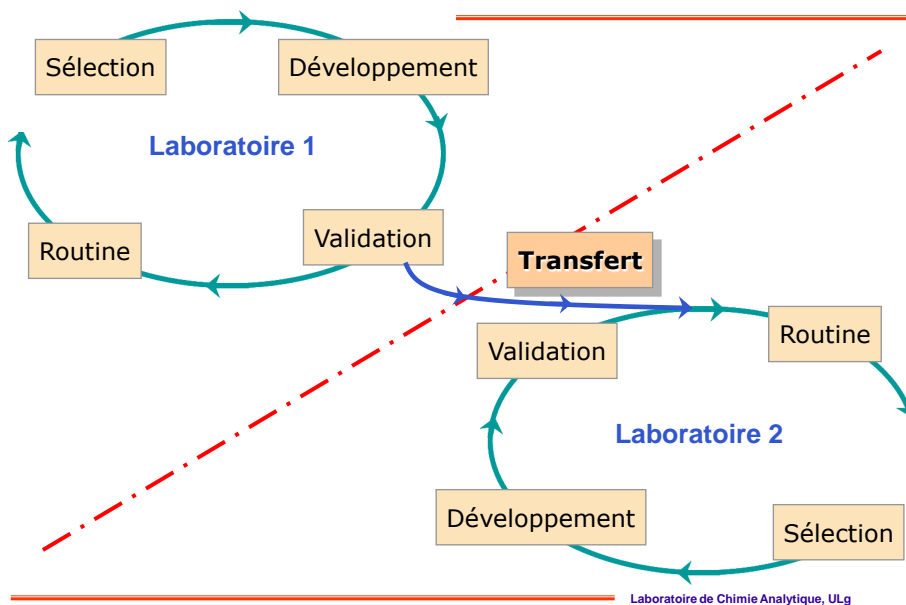 Sélection
Développement
Laboratoire 1
Routine
Validation
Transfert
Validation
Routine
Laboratoire 2
Développement
Sélection
Laboratoire de Chimie Analytique, ULg